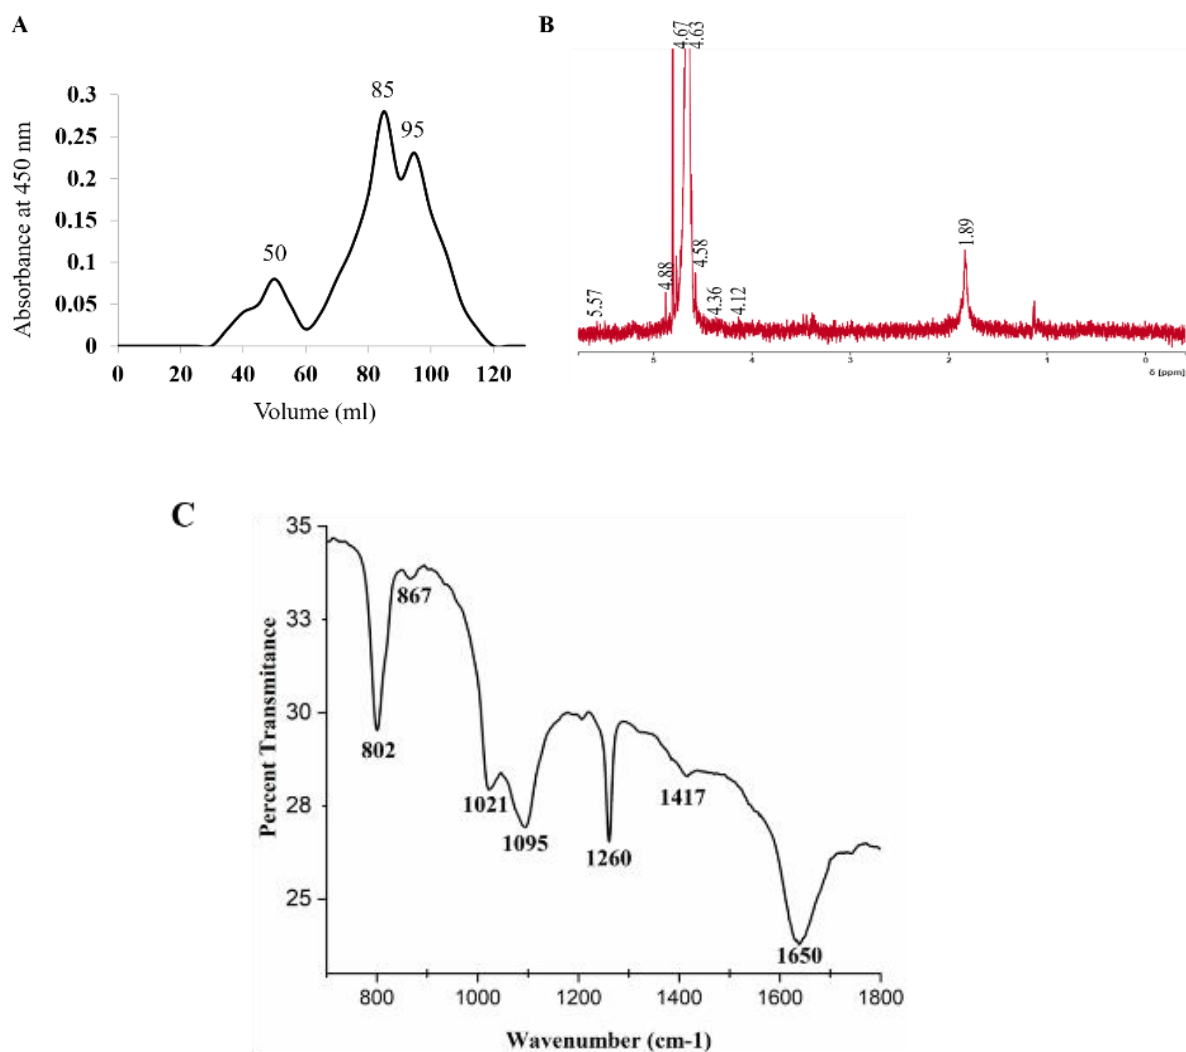 A
B
85
95
50
0.3
0.25
0.2
0.15
0.1
0.05
0
0 20 40 60 80 100 120
Absorbance at 450 nm
Volume (ml)
5.57
4.88
4.67
4.63
4.58
4.36
4.12
1.89
5 4 3 2 1 0
δ [ppm]
C
35
33
30
28
25
Percent Transmitance
802
867
1021
1095
1260
1417
1650
800 1000 1200 1400 1600 1800
Wavenumber (cm-1)